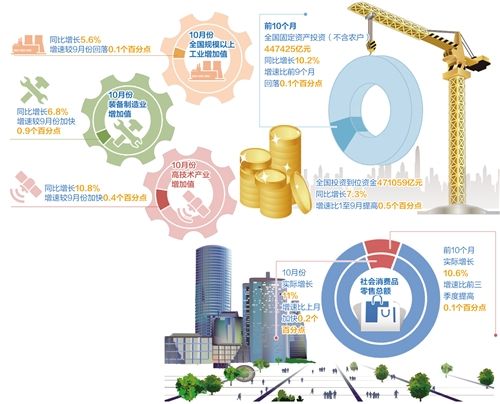 同比增长5.6%
增速较9月份回落0.1个百分点
10月份
全国规模以上
工业增加值
同比增长6.8%
增速较9月份加快
0.9个百分点
10月份
装备制造业
增加值
同比增长10.8%
增速较9月份加快0.4个百分点
10月份
高技术产业
增加值
前10个月
全国固定资产投资（不含农户）
447425亿元
同比增长10.2%
增速比前9个月
回落0.1个百分点
全国投资到位资金471059亿元
同比增长7.3%
增速比1至9月提高0.5个百分点
10月份
实际增长
11%
增速比上月
加快0.2个
百分点
社会消费品
零售总额
前10个月
实际增长
10.6%
增速比前三
季度提高
0.1个百分点